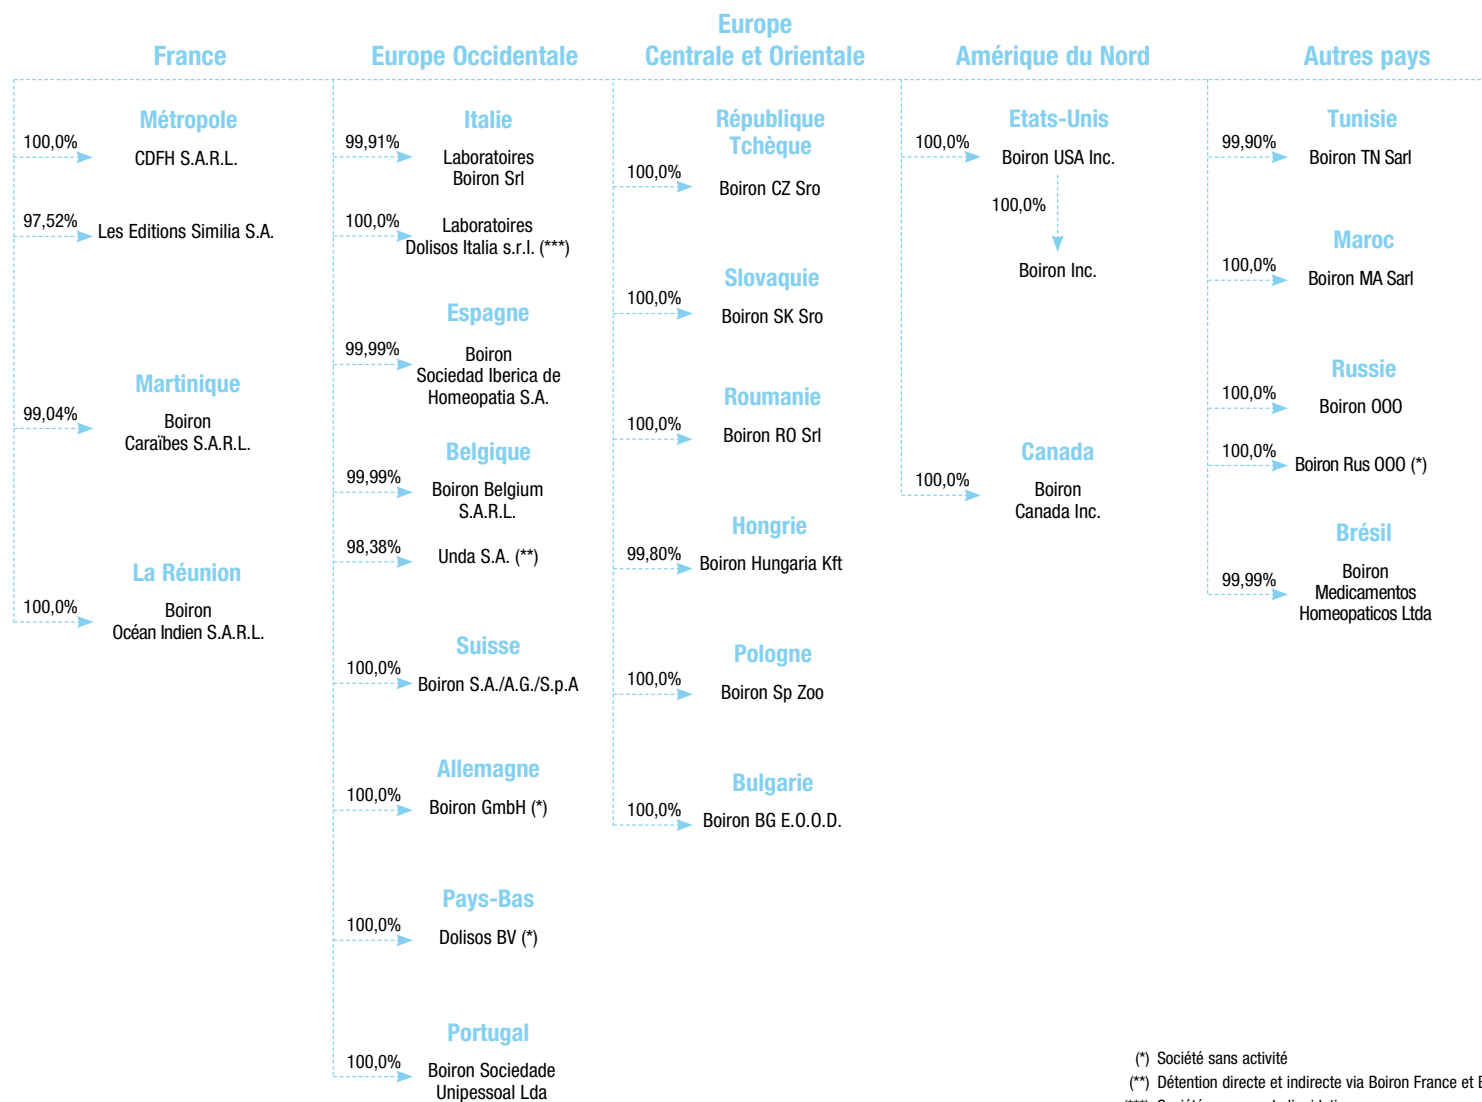 France
Métropole
100,0%
CDFH S.A.R.L.
97,52%
Les Editions Similia S.A.
Martinique
99,04%
Boiron
Caraïbes S.A.R.L.
La Réunion
100,0%
Boiron
Océan Indien S.A.R.L.
Europe Occidentale
Italie
99,91%
Laboratoires
Boiron Srl
100,0%
Laboratoires
Dolisos Italia s.r.l. (***)
Espagne
99,99%
Boiron
Sociedad Iberica de
Homeopatia S.A.
Belgique
99,99%
Boiron Belgium
S.A.R.L.
98,38%
Unda S.A. (**)
Suisse
100,0%
Boiron S.A./A.G./S.p.A
Allemagne
100,0%
Boiron GmbH (*)
Pays-Bas
100,0%
Dolisos BV (*)
Portugal
100,0%
Boiron Sociedade
Unipessoal Lda
Europe
Centrale et Orientale
République
Tchèque
100,0%
Boiron CZ Sro
Slovaquie
100,0%
Boiron SK Sro
Roumanie
100,0%
Boiron RO Srl
Hongrie
99,80%
Boiron Hungaria Kft
Pologne
100,0%
Boiron Sp Zoo
Bulgarie
100,0%
Boiron BG E.O.O.D.
Amérique du Nord
Etats-Unis
100,0%
Boiron USA Inc.
100,0%
Boiron Inc.
Canada
100,0%
Boiron
Canada Inc.
Autres pays
Tunisie
99,90%
Boiron TN Sarl
Maroc
100,0%
Boiron MA Sarl
Russie
100,0%
Boiron OOO
100,0%
Boiron Rus OOO (*)
Brésil
99,99%
Boiron
Medicamentos
Homeopaticos Ltda
(*) Société sans activité
(**) Détention directe et indirecte via Boiron France et